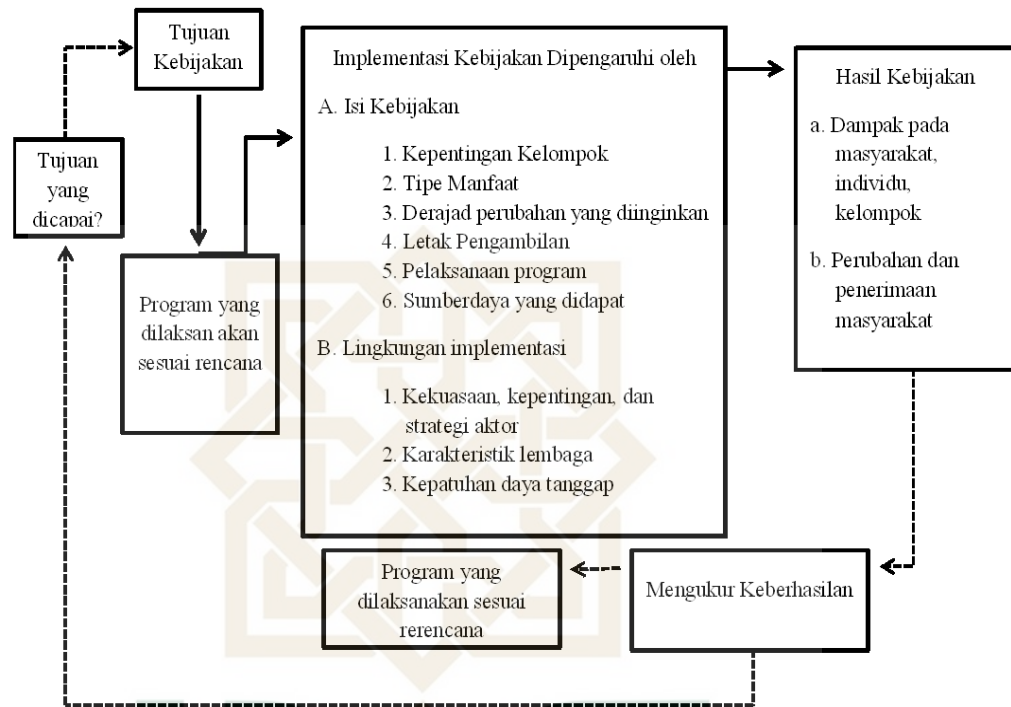 Tujuan
Kebijakan
Tujuan
yang
dicapai?
Program yang
dilaksan akan
sesuai rencana
Implementasi Kebijakan Dipengaruhi oleh
A. Isi Kebijakan
1. Kepentingan Kelompok
2. Tipe Manfaat
3. Derajad perubahan yang diinginkan
4. Letak Pengambilan
5. Pelaksanaan program
6. Sumberdaya yang didapat
B. Lingkungan implementasi
1. Kekuasaan, kepentingan, dan
strategi aktor
2. Karakteristik lembaga
3. Kepatuhan daya tanggap
Hasil Kebijakan
a. Dampak pada
masyarakat,
individu,
kelompok
b. Perubahan dan
penerimaan
masyarakat
Mengukur Keberhasilan
Program yang
dilaksanakan sesuai
rerencana